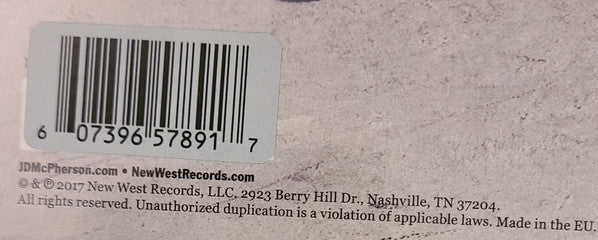 6 07396 57891 7
JDMcPherson.com • NewWestRecords.com
© & ℗ 2017 New West Records, LLC, 2923 Berry Hill Dr., Nashville, TN 37204.
All rights reserved. Unauthorized duplication is a violation of applicable laws. Made in the EU.